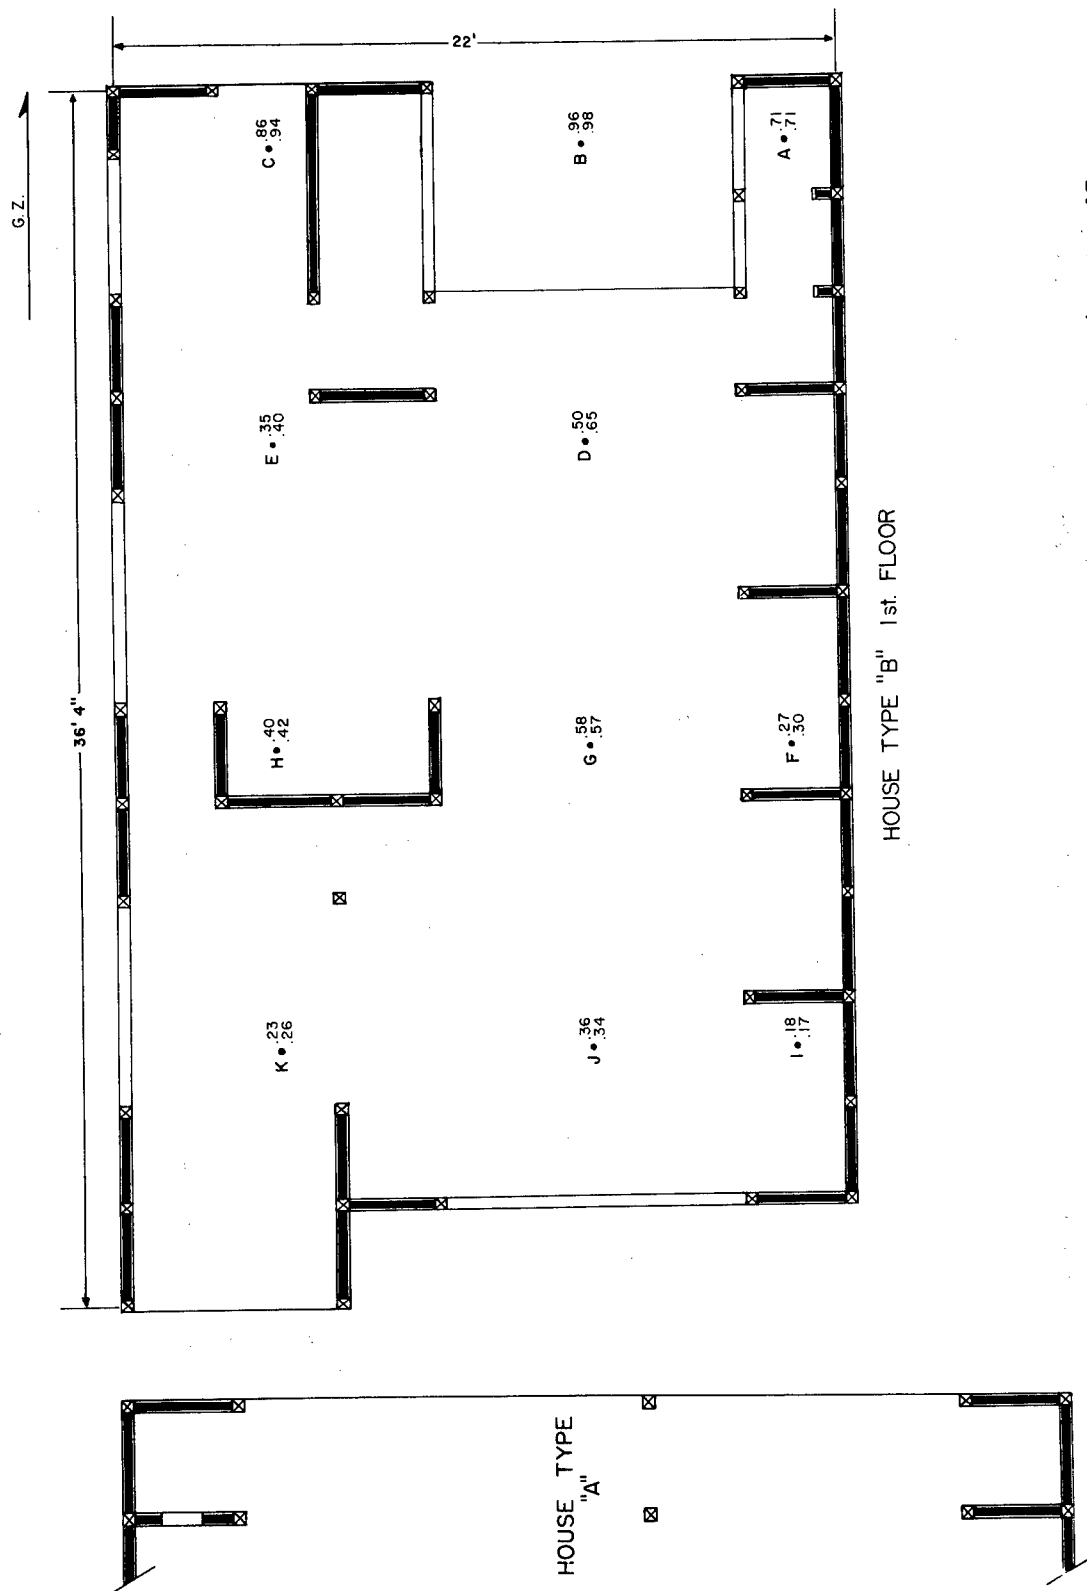 22'
G.Z.
36' 4"
C .86
.94
B .96
.98
A .71
.71
E .35
.40
D .50
.65
H .40
.42
G .58
.57
F .27
.30
K .23
.26
J .36
.34
I .18
.17
HOUSE TYPE "B" 1st. FLOOR
HOUSE TYPE
"A"